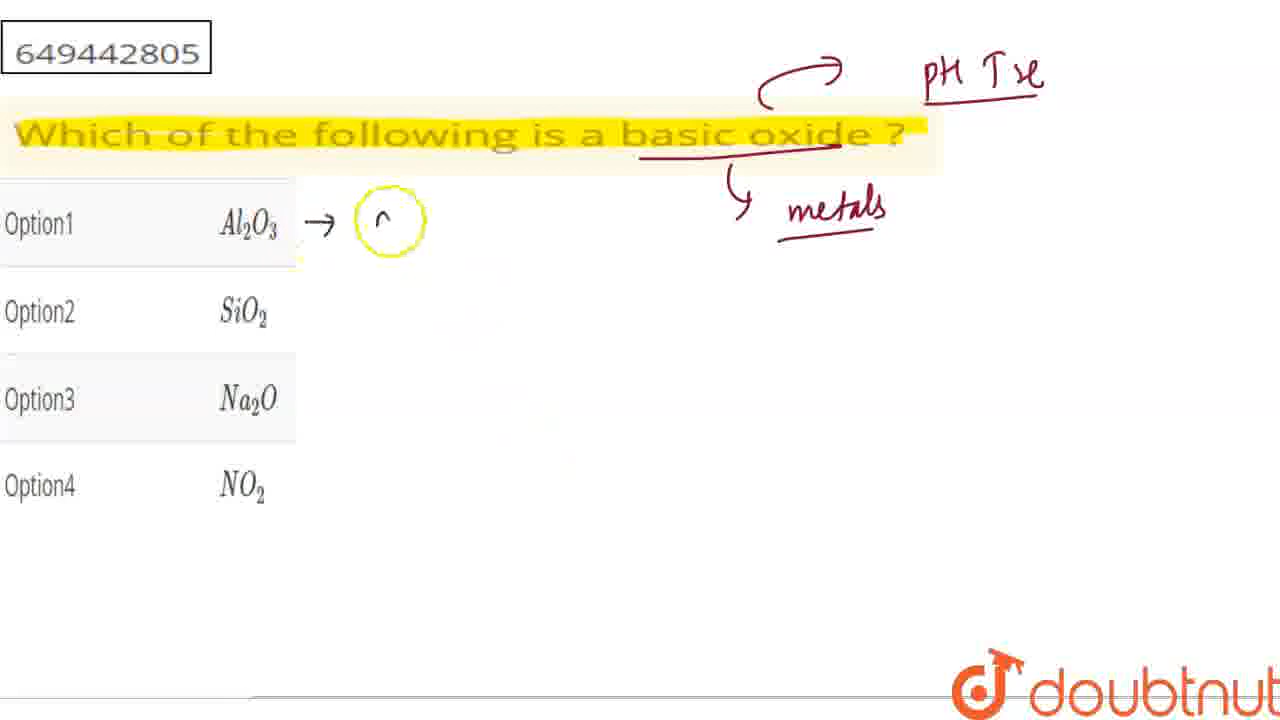 649442805
pH ↑se
Which of the following is a basic oxide ?
metals
Option1 Al₂O₃ →
Option2 SiO₂
Option3 Na₂O
Option4 NO₂
doubtnut